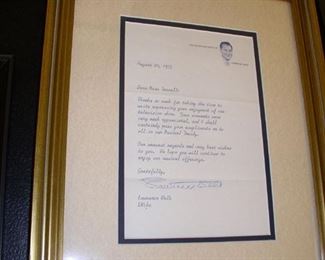 August 20, 1972
Dear Miss
Thanks so much for taking the time to
write expressing your enjoyment of our
television show. Your comments were
very much appreciated, and I shall
certainly pass your compliments on to
all in our Musical Family.
Our warmest regards and very best wishes
to you. We hope you will continue to
enjoy our musical offerings.
Gratefully,
Lawrence Welk
LW: